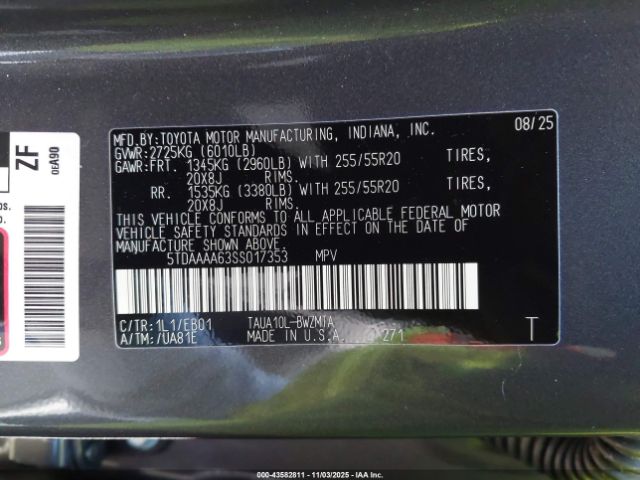 MFD.BY:TOYOTA MOTOR MANUFACTURING, INDIANA, INC. 08/25
GVWR:2725KG (6010LB)
GAWR:FRT. 1345KG (2960LB) WITH 255/55R20 TIRES,
20X8J RIMS.
RR. 1535KG (3380LB) WITH 255/55R20 TIRES,
20X8J RIMS.
THIS VEHICLE CONFORMS TO ALL APPLICABLE FEDERAL MOTOR
VEHICLE SAFETY STANDARDS IN EFFECT ON THE DATE OF
MANUFACTURE SHOWN ABOVE.
5TDAAAA63SS017353 MPV
C/TR:1L1/EB01 TAUA10L-BWZMTA
A/TM:/UA81E MADE IN U.S.A. 271 T
ZF
0EA90
000-43582811 - 11/03/2025 - IAA Inc.